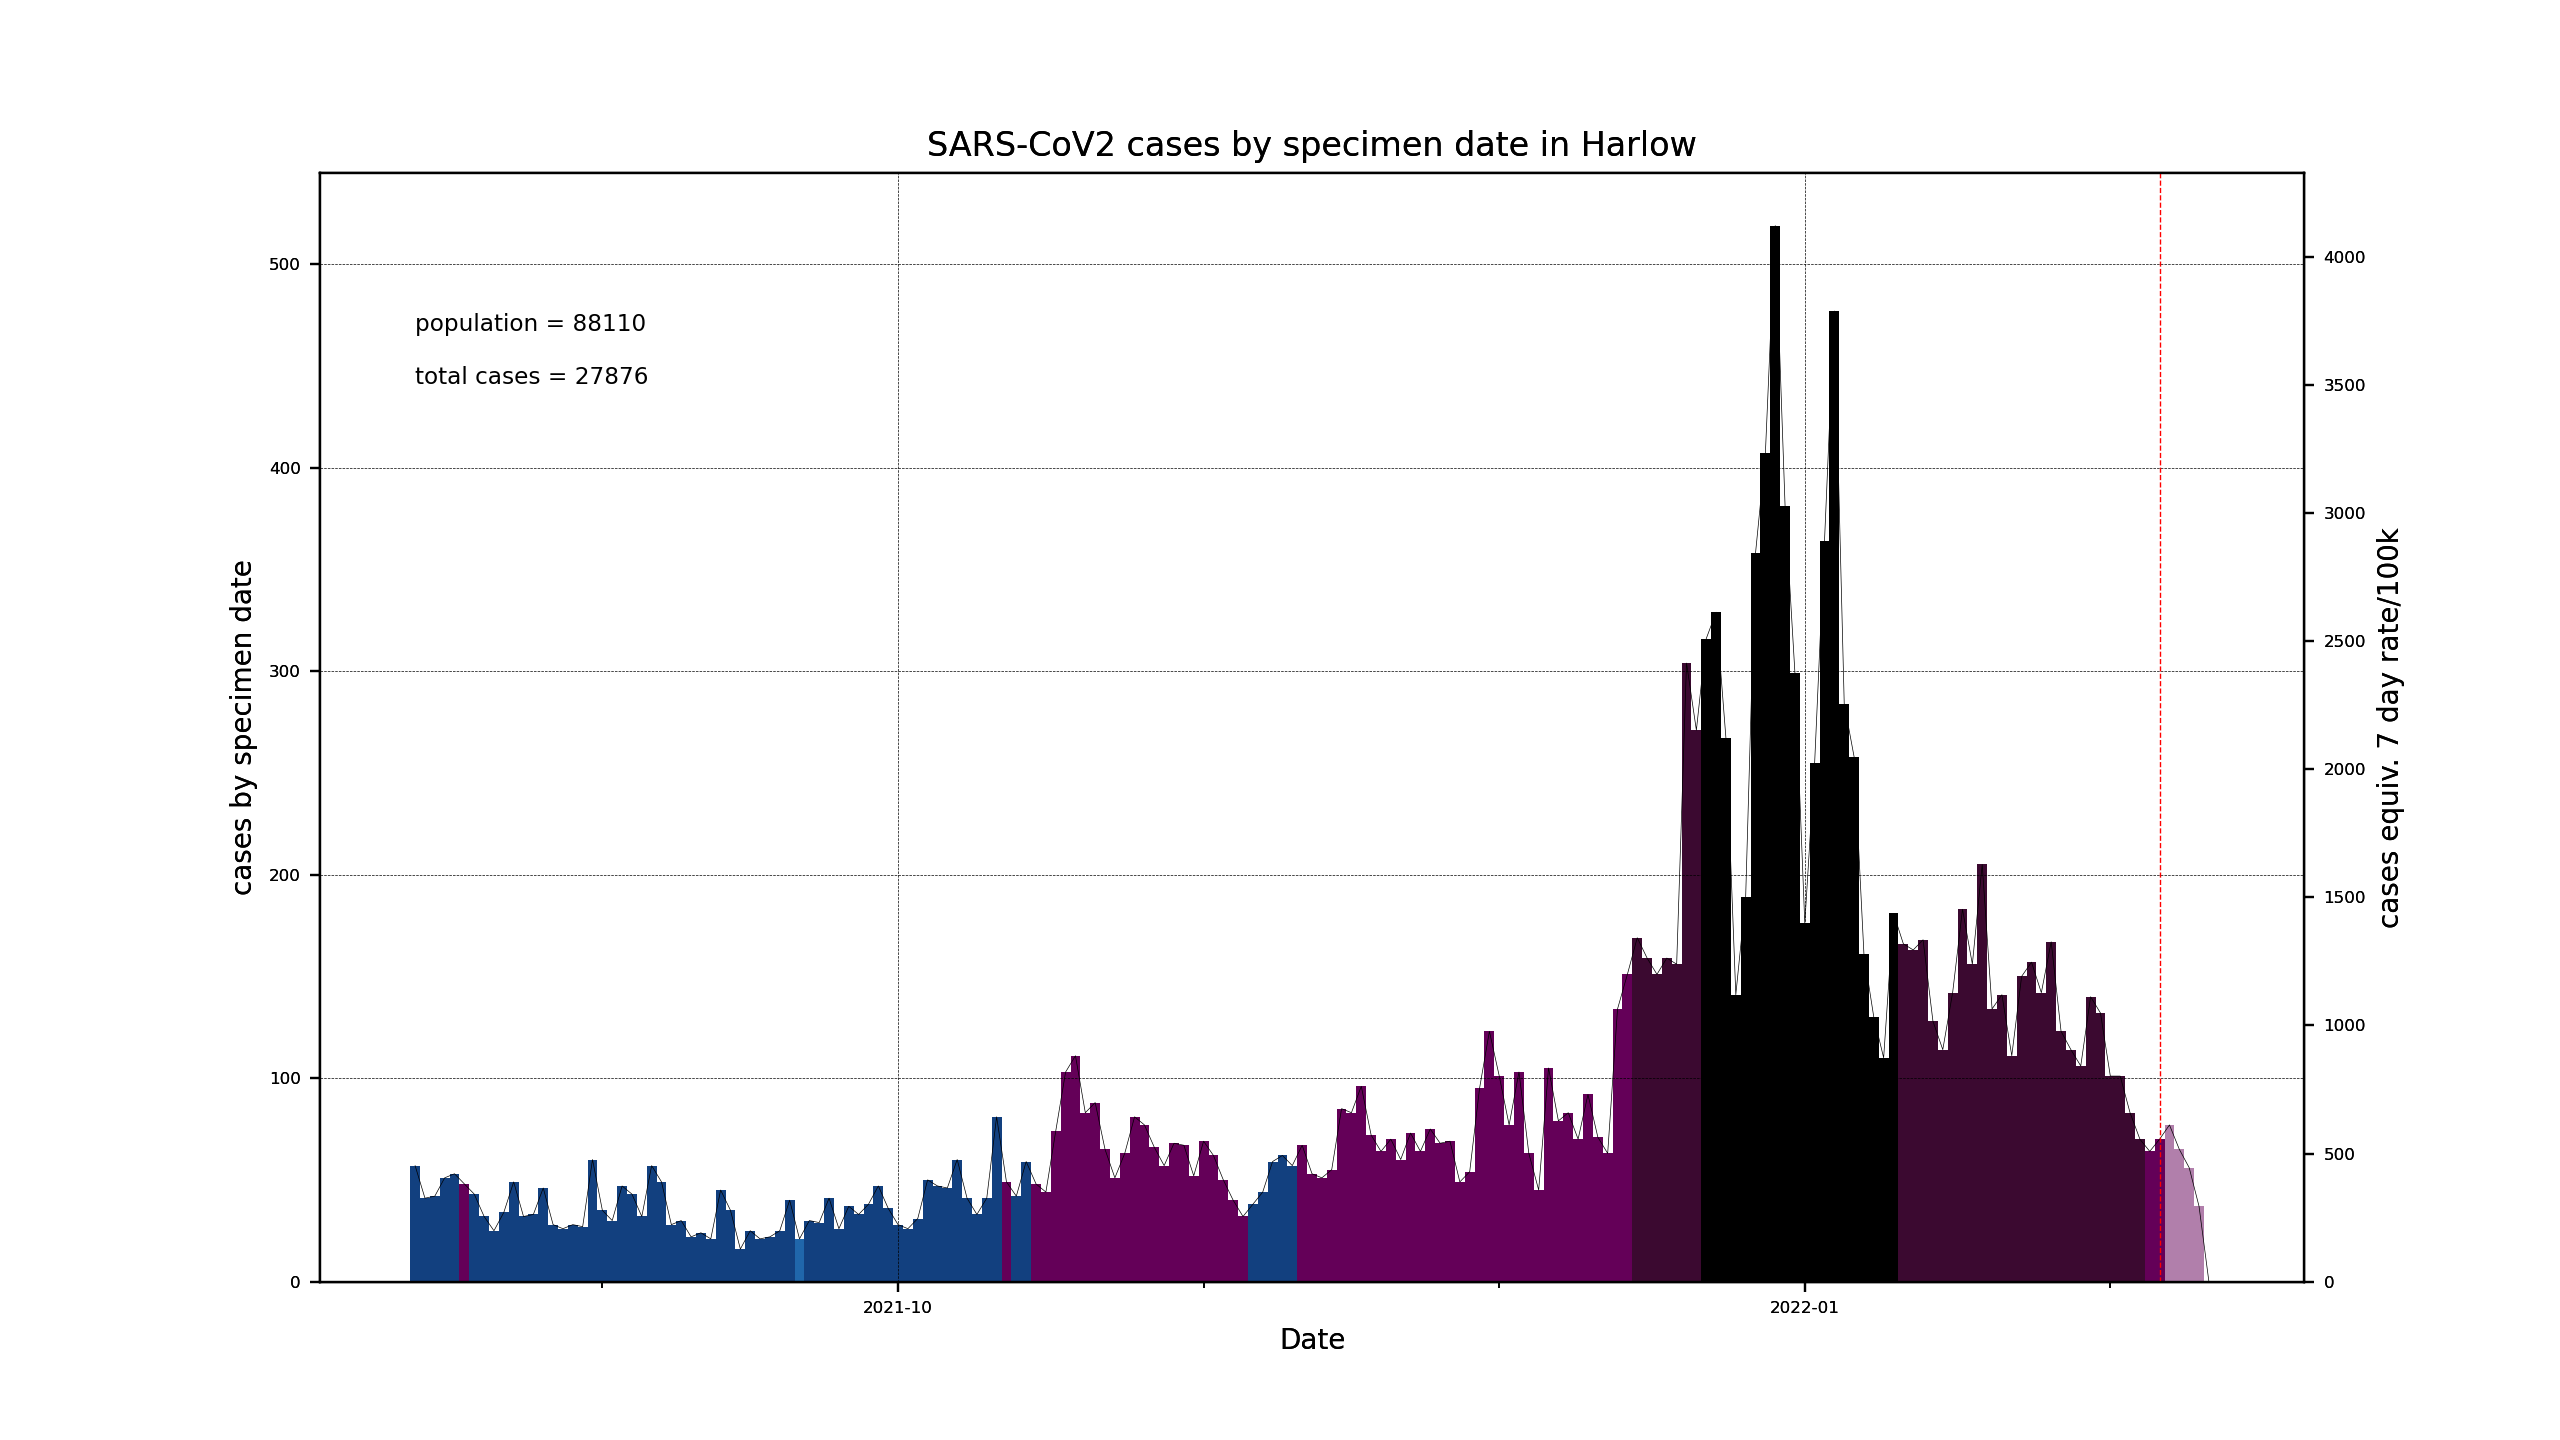 SARS-CoV2 cases by specimen date in Harlow
population = 88110
total cases = 27876
cases by specimen date
500
400
300
200
100
0
4000
3500
3000
2500
2000
1500
1000
500
0
cases equiv. 7 day rate/100k
2021-10
2022-01
Date